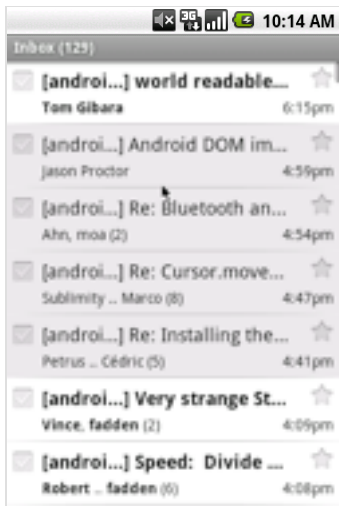 3G
10:14 AM
Inbox (129)
[androi...] world readable...
Tom Gibara 6:15pm
[androi...] Android DOM im...
Jason Proctor 4:59pm
[androi...] Re: Bluetooth an...
Ahn, moa (2) 4:54pm
[androi...] Re: Cursor.move...
Sublimity .. Marco (8) 4:47pm
[androi...] Re: Installing the...
Petrus .. Cédric (5) 4:41pm
[androi...] Very strange St...
Vince, fadden (2) 4:09pm
[androi...] Speed: Divide ...
Robert .. fadden (6) 4:08pm